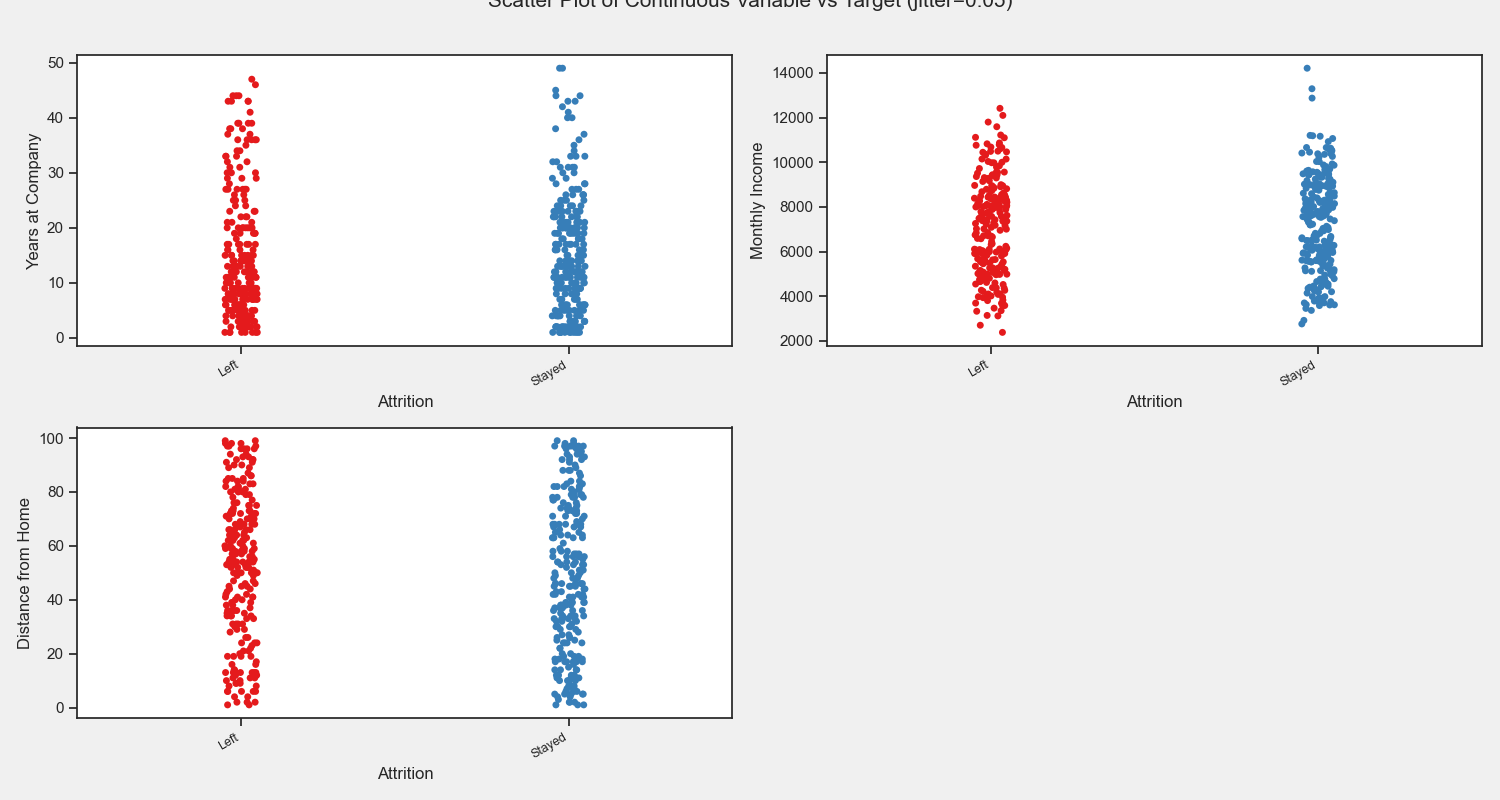 Scatter Plot of Continuous Variable vs Target (jitter=0.05)
50
40
30
20
10
0
Years at Company
Left
Stayed
Attrition
14000
12000
10000
8000
6000
4000
2000
Monthly Income
Left
Stayed
Attrition
100
80
60
40
20
0
Distance from Home
Left
Stayed
Attrition